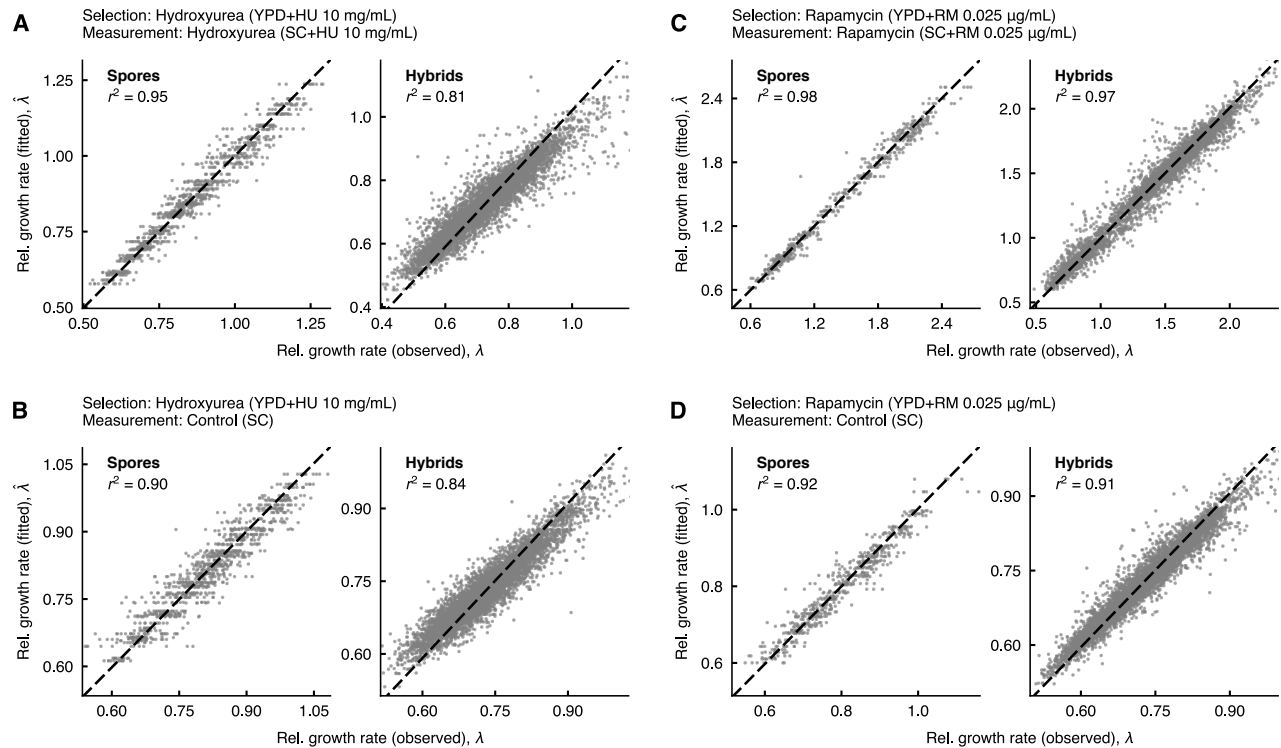 A
Selection: Hydroxyurea (YPD+HU 10 mg/mL)
Measurement: Hydroxyurea (SC+HU 10 mg/mL)
Rel. growth rate (fitted), λ̂
1.25
1.00
0.75
0.50
Spores
r² = 0.95
0.50 0.75 1.00 1.25
1.0
0.8
0.6
0.4
Hybrids
r² = 0.81
0.4 0.6 0.8 1.0
Rel. growth rate (observed), λ
B
Selection: Hydroxyurea (YPD+HU 10 mg/mL)
Measurement: Control (SC)
Rel. growth rate (fitted), λ̂
1.05
0.90
0.75
0.60
Spores
r² = 0.90
0.60 0.75 0.90 1.05
0.90
0.75
0.60
Hybrids
r² = 0.84
0.60 0.75 0.90
Rel. growth rate (observed), λ
C
Selection: Rapamycin (YPD+RM 0.025 µg/mL)
Measurement: Rapamycin (SC+RM 0.025 µg/mL)
Rel. growth rate (fitted), λ̂
2.4
1.8
1.2
0.6
Spores
r² = 0.98
0.6 1.2 1.8 2.4
2.0
1.5
1.0
0.5
Hybrids
r² = 0.97
0.5 1.0 1.5 2.0
Rel. growth rate (observed), λ
D
Selection: Rapamycin (YPD+RM 0.025 µg/mL)
Measurement: Control (SC)
Rel. growth rate (fitted), λ̂
1.0
0.8
0.6
Spores
r² = 0.92
0.6 0.8 1.0
0.90
0.75
0.60
Hybrids
r² = 0.91
0.60 0.75 0.90
Rel. growth rate (observed), λ